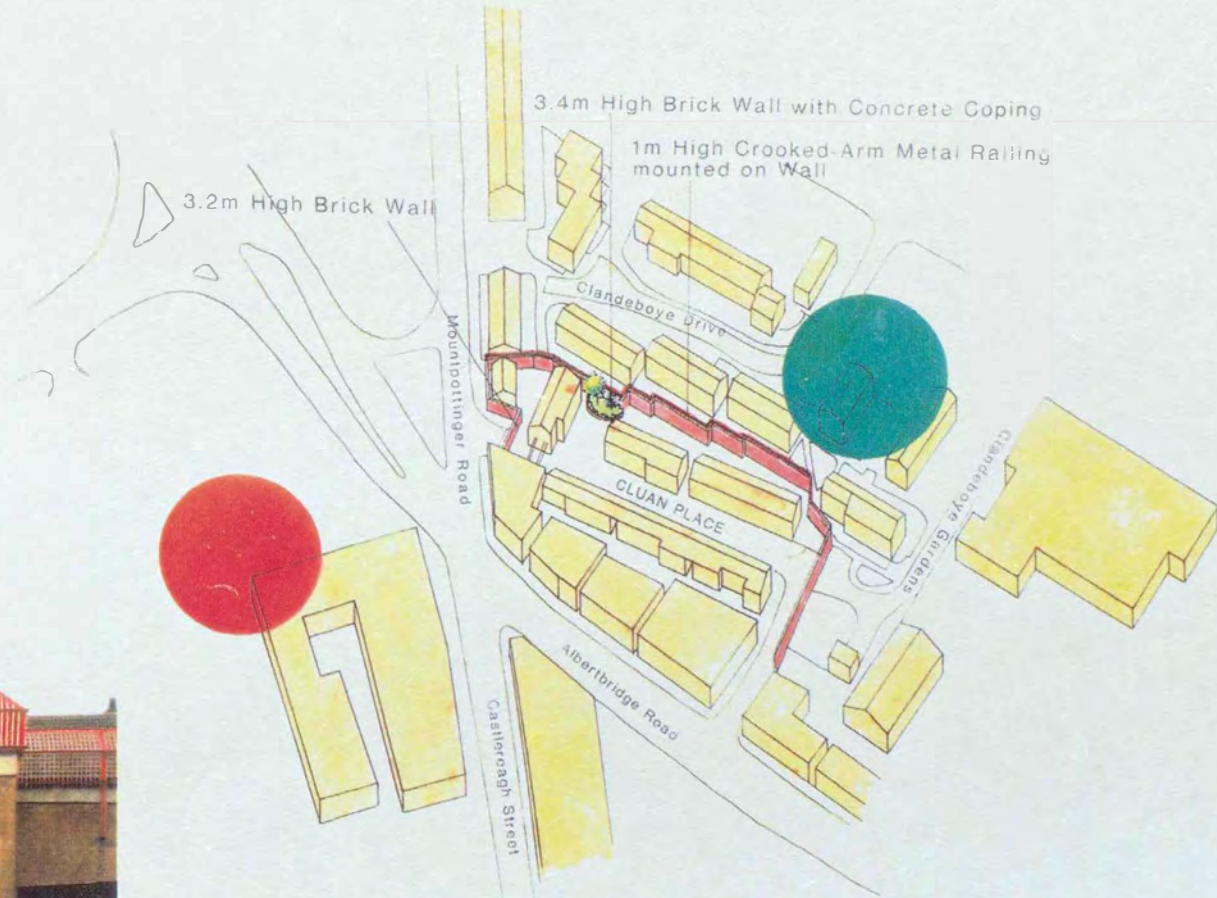 3.4m High Brick Wall with Concrete Coping
1m High Crooked-Arm Metal Railing
mounted on Wall
3.2m High Brick Wall
Clandeboye Drive
Mountpottinger Road
CLUAN PLACE
Clandeboye Gardens
Albertbridge Road
Castlereagh Street